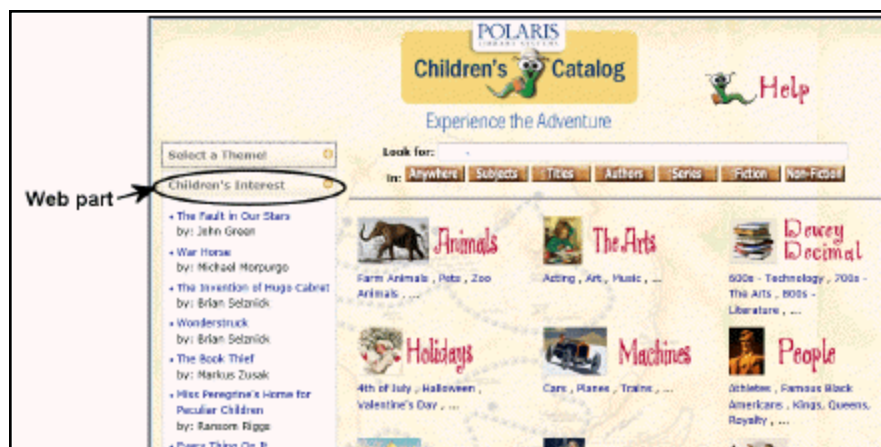 POLARIS
LIBRARY SYSTEMS
Children's Catalog
Experience the Adventure
Help
Select a Theme!
Children's Interest
Web part
Look for:
In: Anywhere Subjects Titles Authors Series Fiction Non-Fiction
The Fault in Our Stars
by: John Green
War Horse
by: Michael Morpurgo
The Invention of Hugo Cabret
by: Brian Selznick
Wonderstruck
by: Brian Selznick
The Book Thief
by: Markus Zusak
Miss Peregrine's Home for
Peculiar Children
by: Ransom Riggs
Every Thing On It
Animals
Farm Animals , Pets , Zoo
Animals , ...
The Arts
Acting , Art , Music , ...
Dewey
Decimal
600s - Technology , 700s -
The Arts , 800s -
Literature , ...
Holidays
4th of July , Halloween ,
Valentine's Day , ...
Machines
Cars , Planes , Trains , ...
People
Athletes , Famous Black
Americans , Kings, Queens,
Royalty , ...